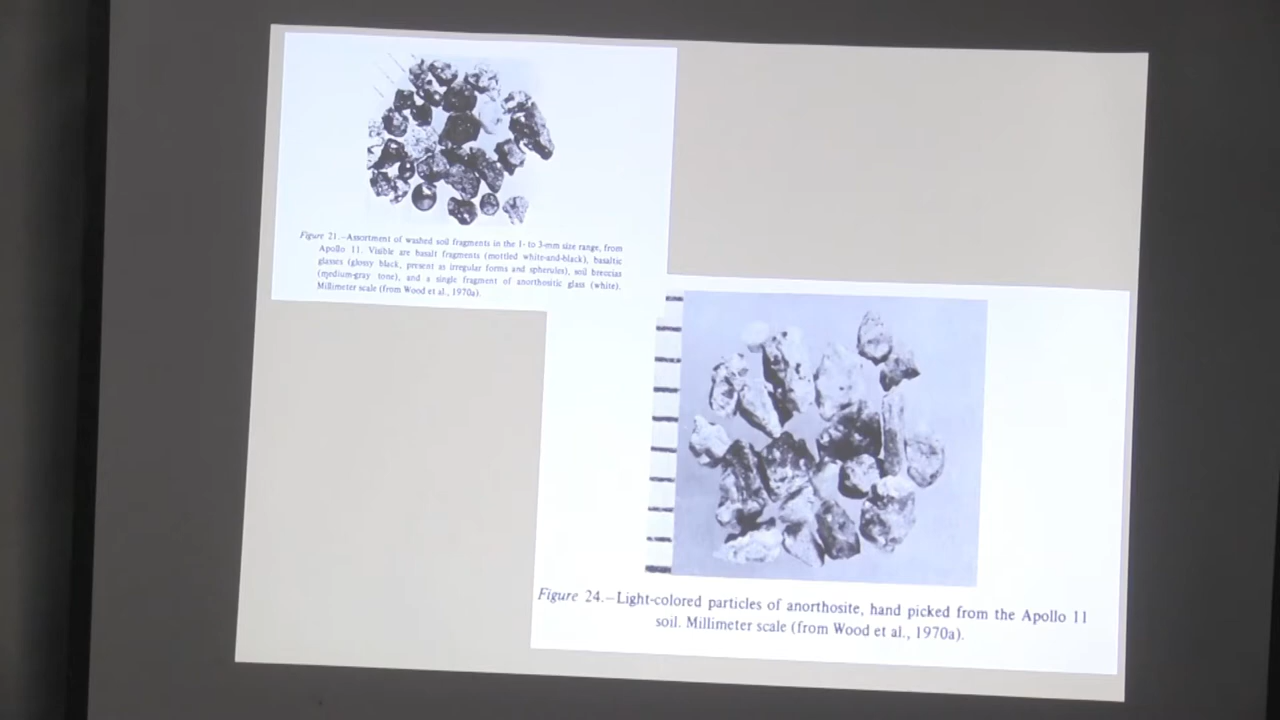 Figure 21.—Assortment of washed soil fragments in the 1- to 3-mm size range, from
Apollo 11. Visible are basalt fragments (mottled white-and-black), basaltic
glasses (glossy black, present as irregular forms and spherules), soil breccias
(medium-gray tone), and a single fragment of anorthositic glass (white).
Millimeter scale (from Wood et al., 1970a).
Figure 24.—Light-colored particles of anorthosite, hand picked from the Apollo 11
soil. Millimeter scale (from Wood et al., 1970a).